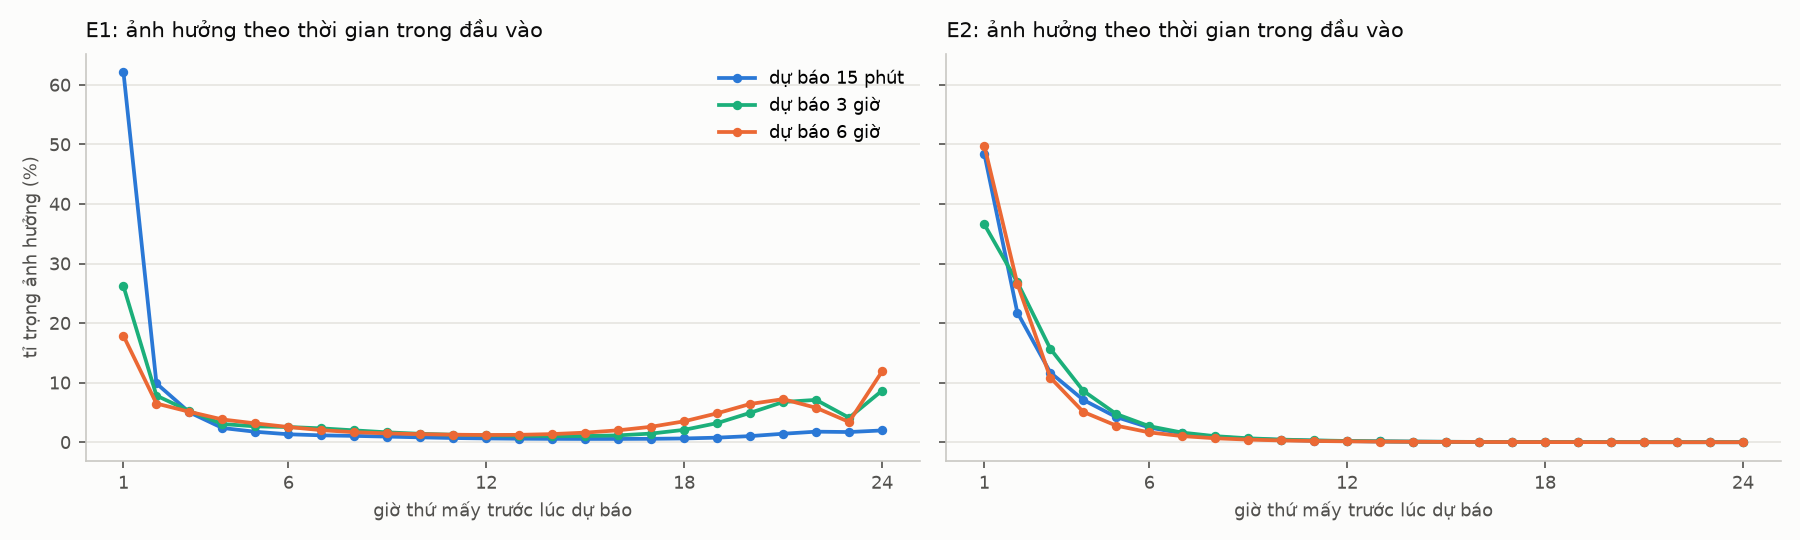 E1: ảnh hưởng theo thời gian trong đầu vào
tỉ trọng ảnh hưởng (%)
60
50
40
30
20
10
0
dự báo 15 phút
dự báo 3 giờ
dự báo 6 giờ
1 6 12 18 24
giờ thứ mấy trước lúc dự báo
E2: ảnh hưởng theo thời gian trong đầu vào
1 6 12 18 24
giờ thứ mấy trước lúc dự báo